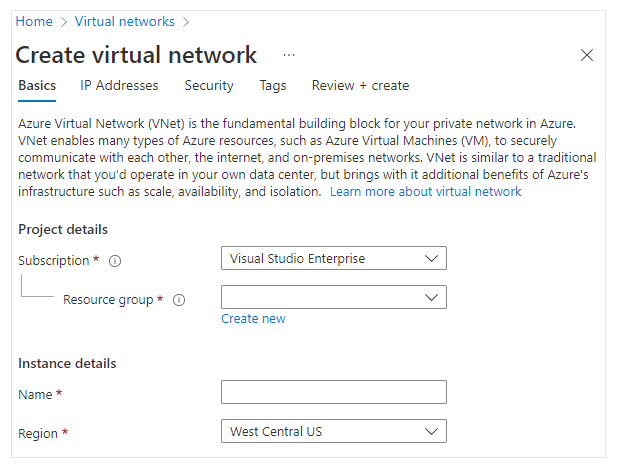 Home > Virtual networks >
Create virtual network ...
Basics IP Addresses Security Tags Review + create
Azure Virtual Network (VNet) is the fundamental building block for your private network in Azure.
VNet enables many types of Azure resources, such as Azure Virtual Machines (VM), to securely
communicate with each other, the internet, and on-premises networks. VNet is similar to a traditional
network that you'd operate in your own data center, but brings with it additional benefits of Azure's
infrastructure such as scale, availability, and isolation. Learn more about virtual network
Project details
Subscription * Visual Studio Enterprise
Resource group *
Create new
Instance details
Name *
Region * West Central US